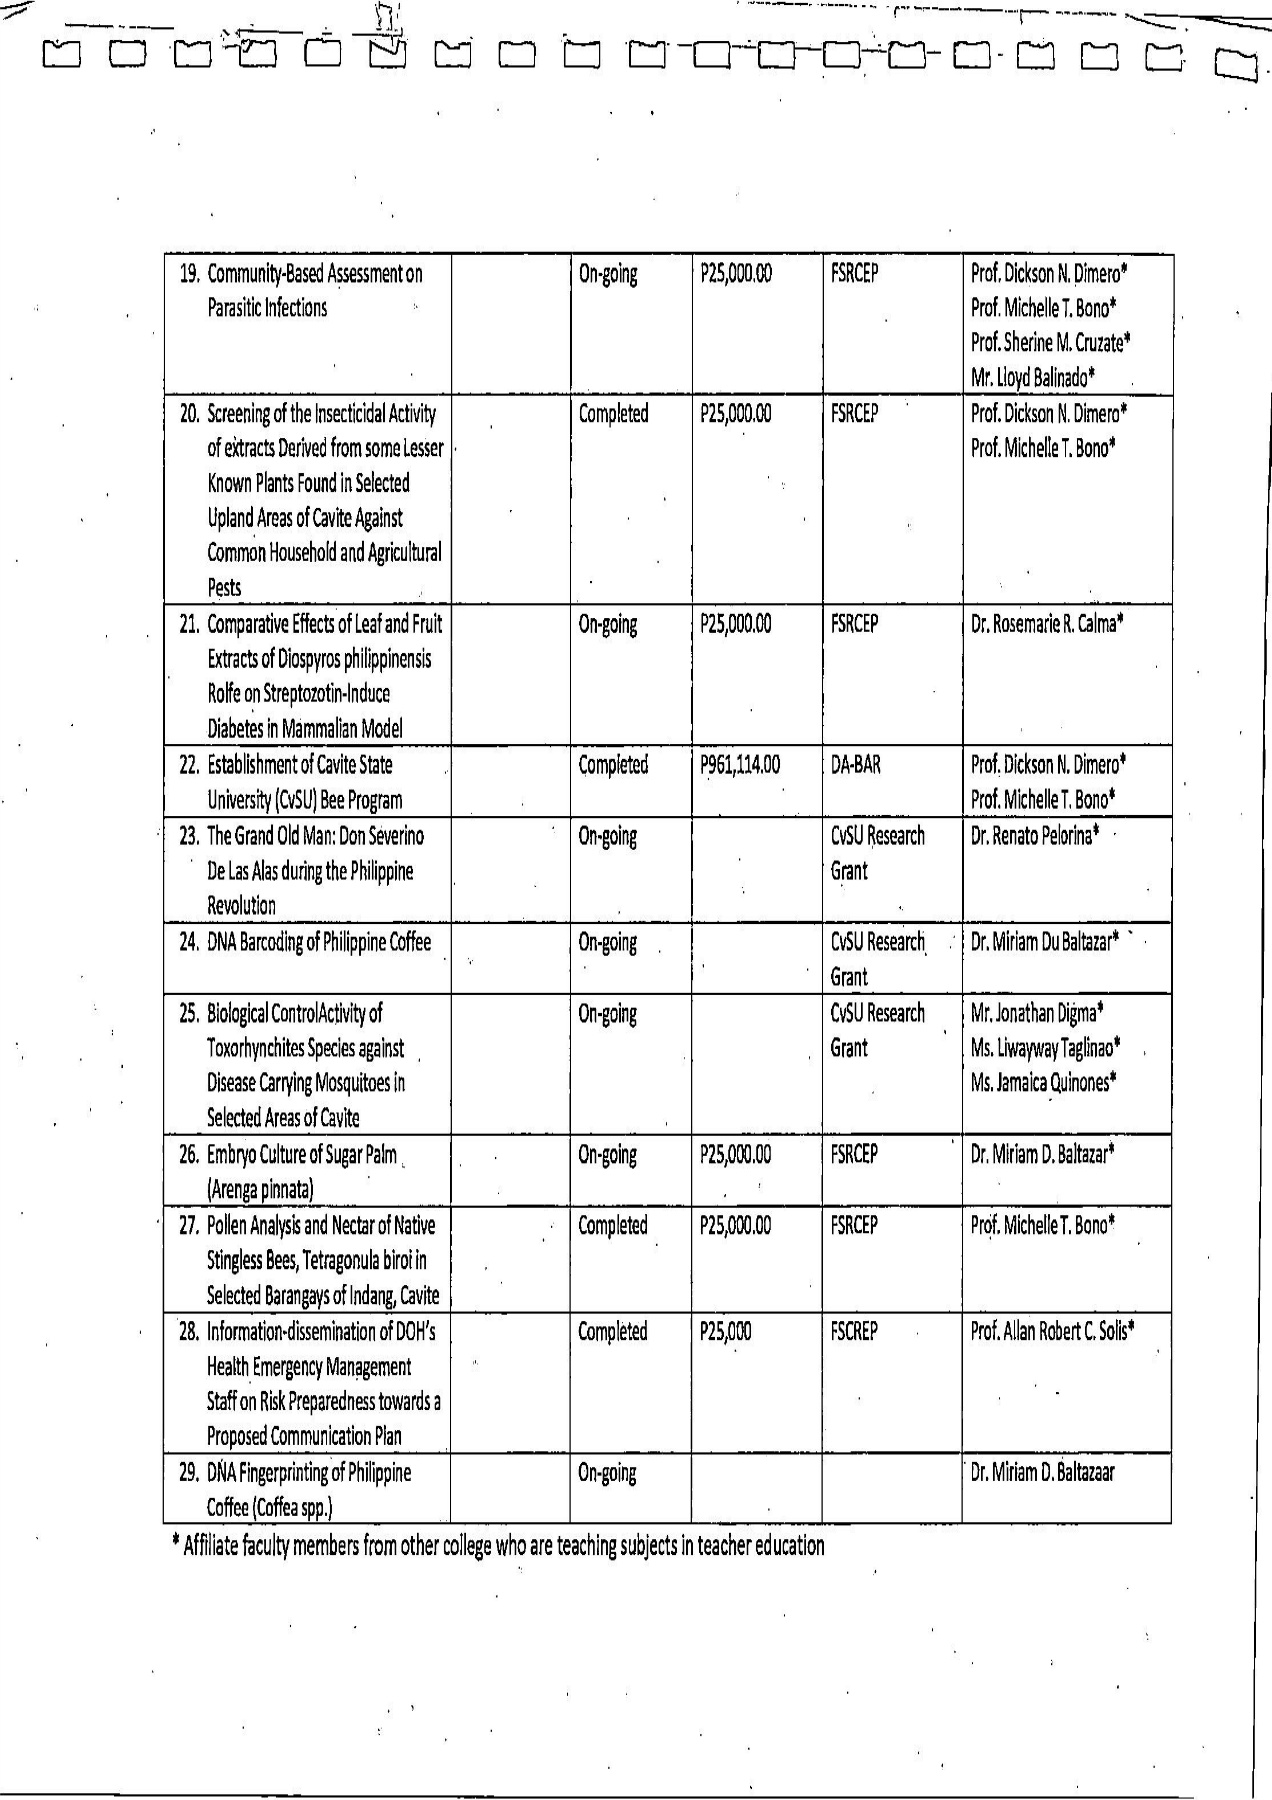 19. Community-Based Assessment on Parasitic Infections On-going P25,000.00 FSRCEP Prof. Dickson N. Dimero*
Prof. Michelle T. Bono*
Prof. Sherine M. Cruzate*
Mr. Lloyd Balinado*
20. Screening of the Insecticidal Activity of extracts Derived from some Lesser Known Plants Found in Selected Upland Areas of Cavite Against Common Household and Agricultural Pests Completed P25,000.00 FSRCEP Prof. Dickson N. Dimero*
Prof. Michelle T. Bono*
21. Comparative Effects of Leaf and Fruit Extracts of Diospyros philippinensis Rolfe on Streptozotin-Induce Diabetes in Mammalian Model On-going P25,000.00 FSRCEP Dr. Rosemarie R. Calma*
22. Establishment of Cavite State University (CvSU) Bee Program Completed P961,114.00 DA-BAR Prof. Dickson N. Dimero*
Prof. Michelle T. Bono*
23. The Grand Old Man: Don Severino De Las Alas during the Philippine Revolution On-going CvSU Research Grant Dr. Renato Pelorina*
24. DNA Barcoding of Philippine Coffee On-going CvSU Research Grant Dr. Miriam Du Baltazar*
25. Biological ControlActivity of Toxorhynchites Species against Disease Carrying Mosquitoes in Selected Areas of Cavite On-going CvSU Research Grant Mr. Jonathan Digma*
Ms. Liwayway Taglinao*
Ms. Jamaica Quinones*
26. Embryo Culture of Sugar Palm (Arenga pinnata) On-going P25,000.00 FSRCEP Dr. Miriam D. Baltazar*
27. Pollen Analysis and Nectar of Native Stingless Bees, Tetragonula biroi in Selected Barangays of Indang, Cavite Completed P25,000.00 FSRCEP Prof. Michelle T. Bono*
28. Information-dissemination of DOH's Health Emergency Management Staff on Risk Preparedness towards a Proposed Communication Plan Completed P25,000 FSCREP Prof. Allan Robert C. Solis*
29. DNA Fingerprinting of Philippine Coffee (Coffea spp.) On-going Dr. Miriam D. Baltazaar
* Affiliate faculty members from other college who are teaching subjects in teacher education